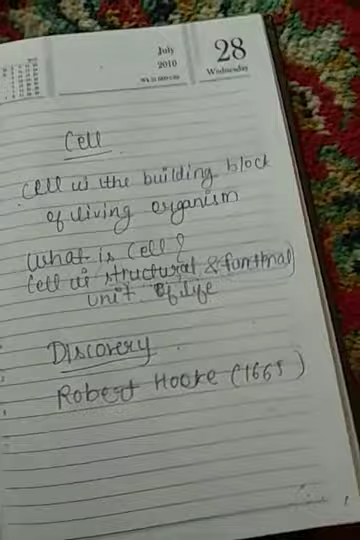 July
2010
28
Wednesday
Cell
Cell is the building block
of living organism
What is Cell?
Cell is structural & funtnal
unit of life
Discovery
Robert Hooke (1665)